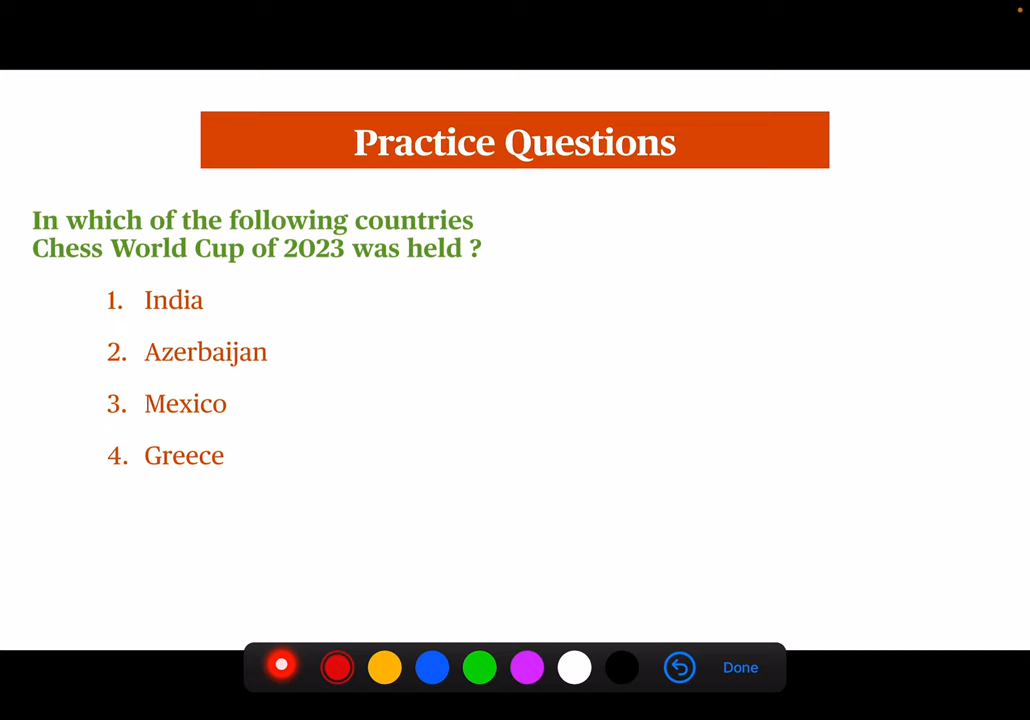 Practice Questions
In which of the following countries
Chess World Cup of 2023 was held ?
1. India
2. Azerbaijan
3. Mexico
4. Greece
Done